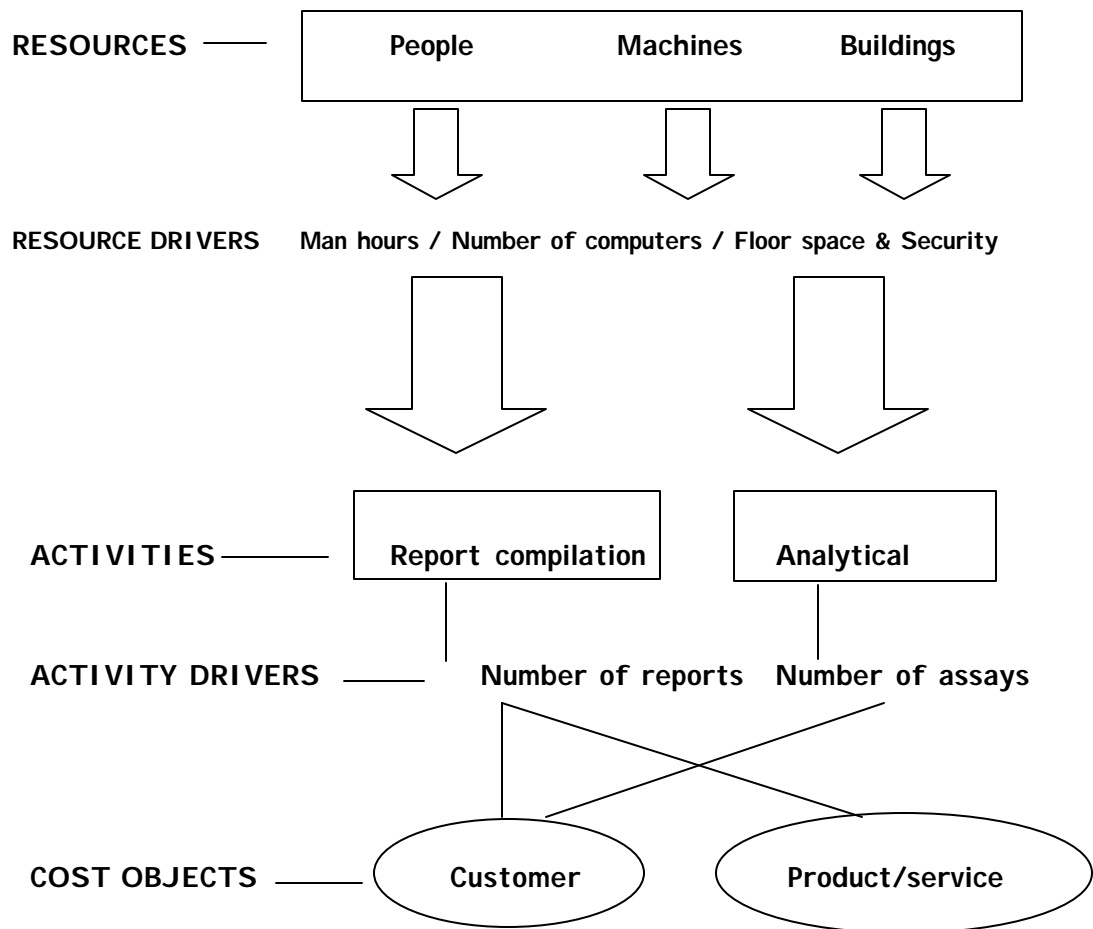 RESOURCES People Machines Buildings
RESOURCE DRIVERS Man hours / Number of computers / Floor space & Security
ACTIVITIES Report compilation Analytical
ACTIVITY DRIVERS Number of reports Number of assays
COST OBJECTS Customer Product/service